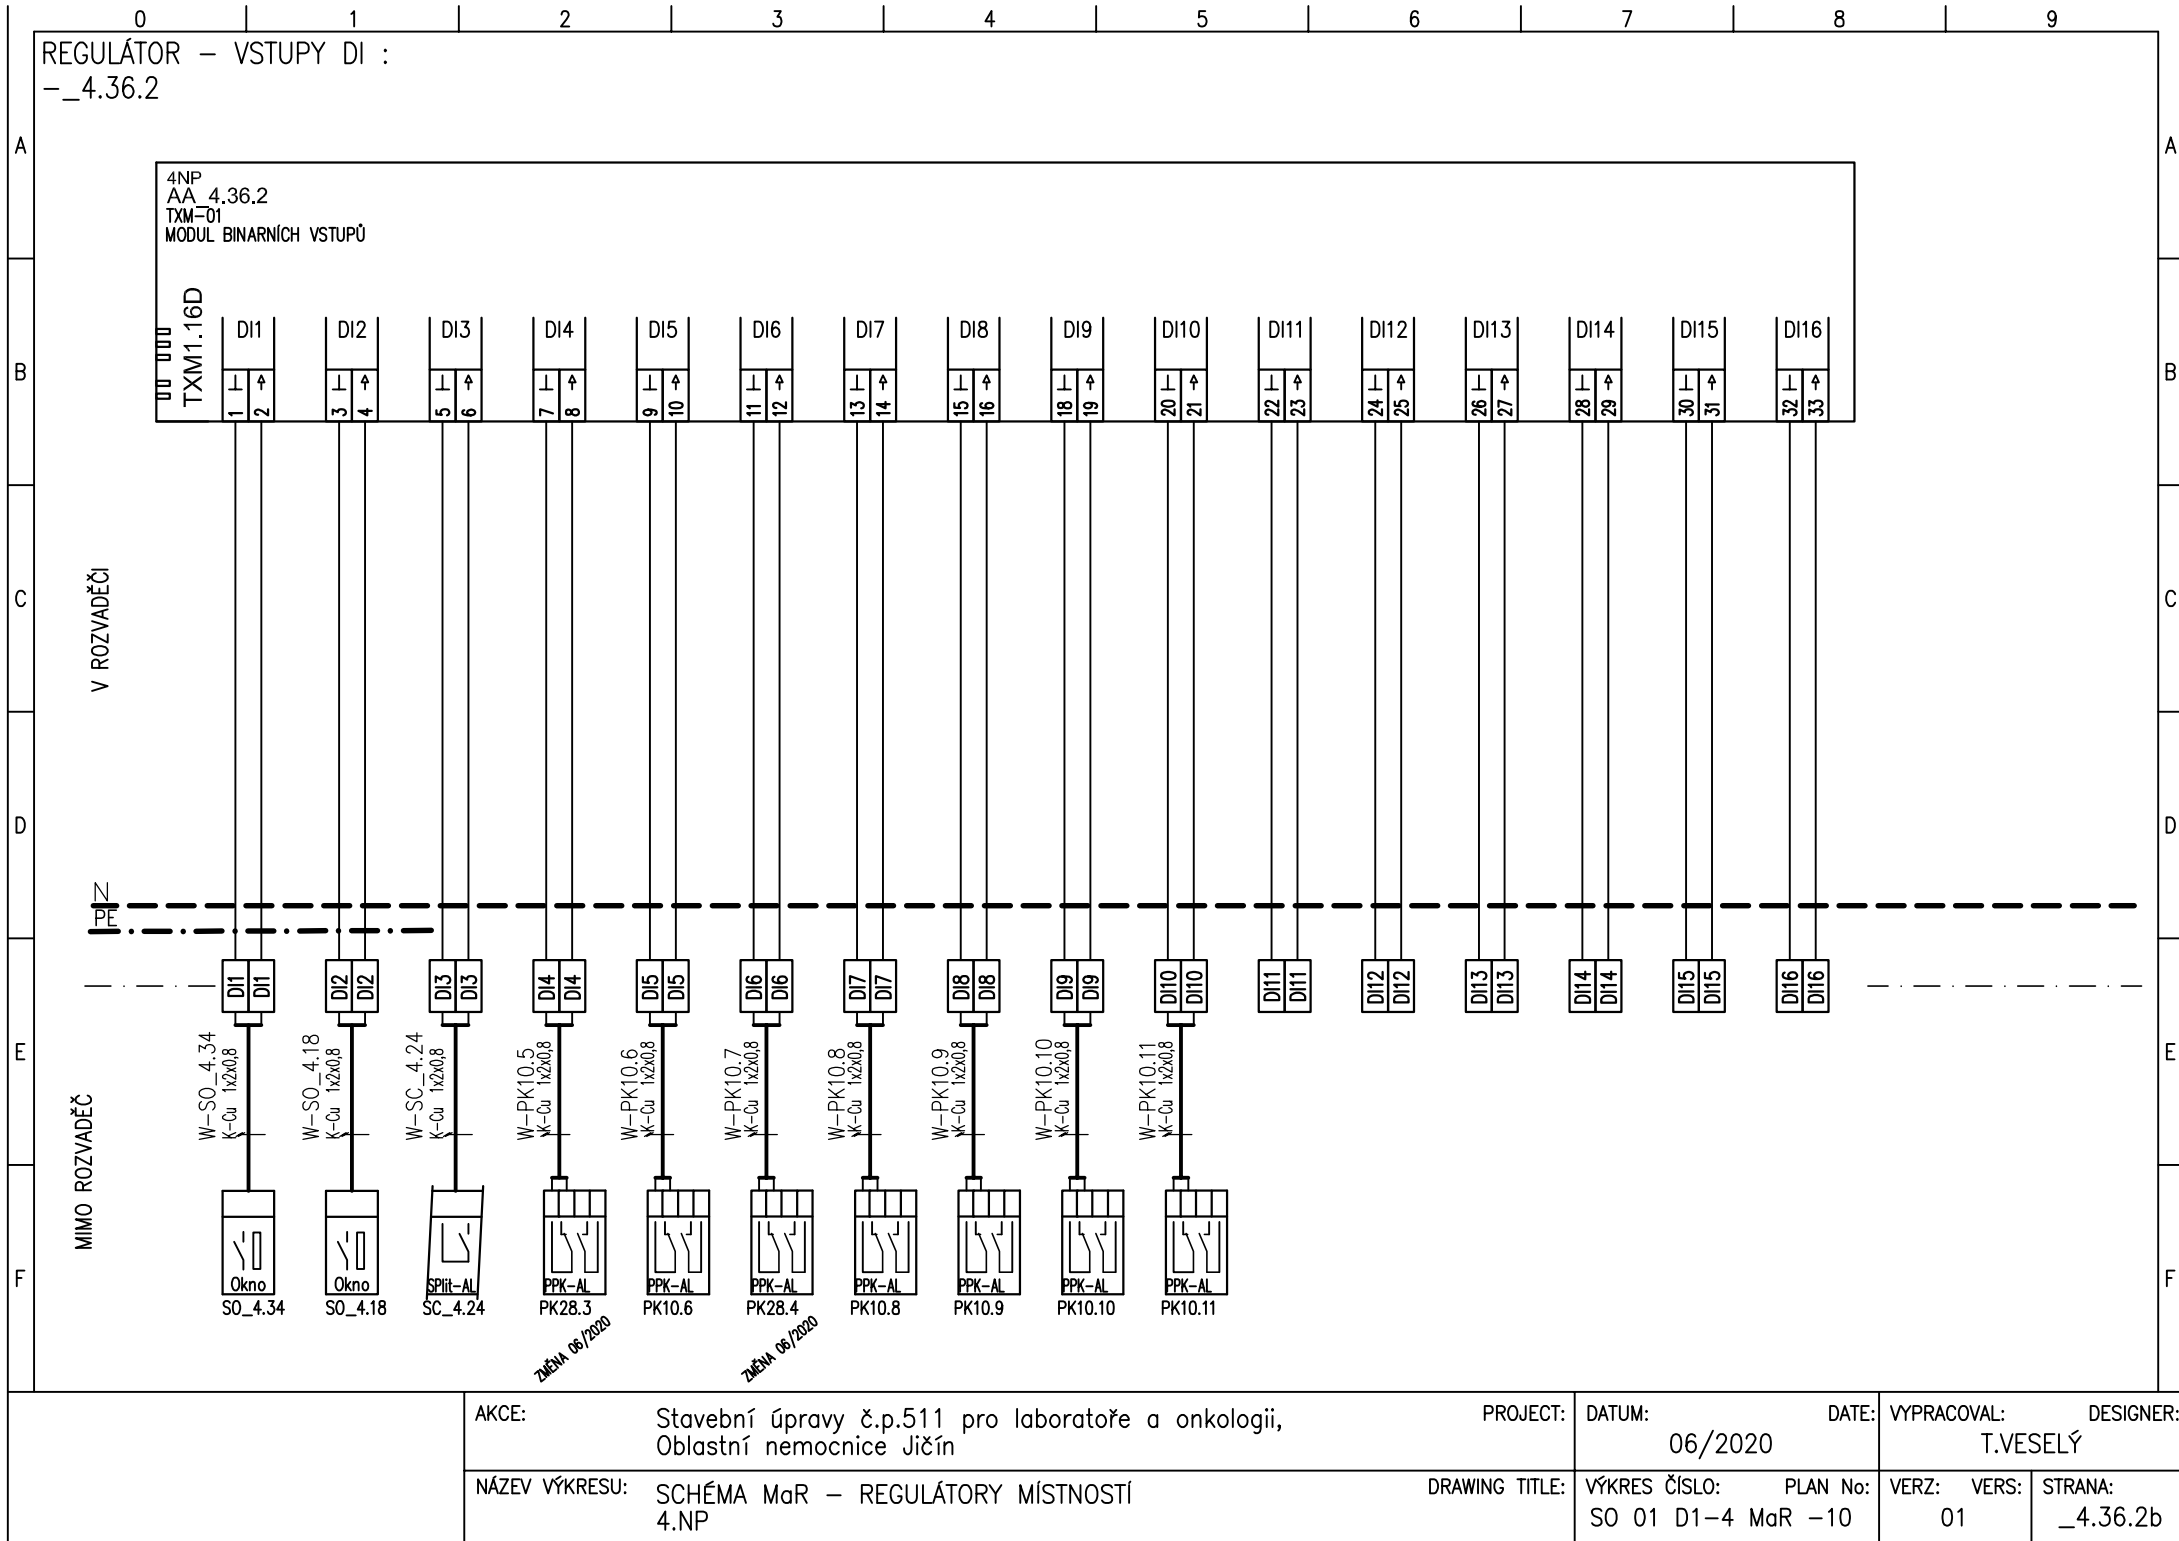 0 1 2 3 4 5 6 7 8 9
REGULÁTOR – VSTUPY DI :
–_4.36.2
A A
4NP
AA_4.36.2
TXM–01
MODUL BINARNÍCH VSTUPŮ
TXM1.16D
DI1 DI2 DI3 DI4 DI5 DI6 DI7 DI8 DI9 DI10 DI11 DI12 DI13 DI14 DI15 DI16
B B
1 2 3 4 5 6 7 8 9 10 11 12 13 14 15 16 18 19 20 21 22 23 24 25 26 27 28 29 30 31 32 33
V ROZVADĚČI
C C
D D
N
PE
DI1 DI1 DI2 DI2 DI3 DI3 DI4 DI4 DI5 DI5 DI6 DI6 DI7 DI7 DI8 DI8 DI9 DI9 DI10 DI10 DI11 DI11 DI12 DI12 DI13 DI13 DI14 DI14 DI15 DI15 DI16 DI16
E E
MIMO ROZVADĚČ
W–SO_4.34
K–Cu 1x2x0,8
W–SO_4.18
K–Cu 1x2x0,8
W–SC_4.24
K–Cu 1x2x0,8
W–PK10.5
K–Cu 1x2x0,8
W–PK10.6
K–Cu 1x2x0,8
W–PK10.7
K–Cu 1x2x0,8
W–PK10.8
K–Cu 1x2x0,8
W–PK10.9
K–Cu 1x2x0,8
W–PK10.10
K–Cu 1x2x0,8
W–PK10.11
K–Cu 1x2x0,8
F F
Okno Okno SPlit–AL PPK–AL PPK–AL PPK–AL PPK–AL PPK–AL PPK–AL PPK–AL
SO_4.34 SO_4.18 SC_4.24 PK28.3 PK10.6 PK28.4 PK10.8 PK10.9 PK10.10 PK10.11
ZMĚNA 06/2020 ZMĚNA 06/2020
AKCE: Stavební úpravy č.p.511 pro laboratoře a onkologii, PROJECT:
Oblastní nemocnice Jičín
DATUM: DATE:
06/2020
VYPRACOVAL: DESIGNER:
T.VESELÝ
NÁZEV VÝKRESU: SCHÉMA MaR – REGULÁTORY MÍSTNOSTÍ DRAWING TITLE:
4.NP
VÝKRES ČÍSLO: PLAN No:
SO 01 D1–4 MaR –10
VERZ: VERS:
01
STRANA:
_4.36.2b